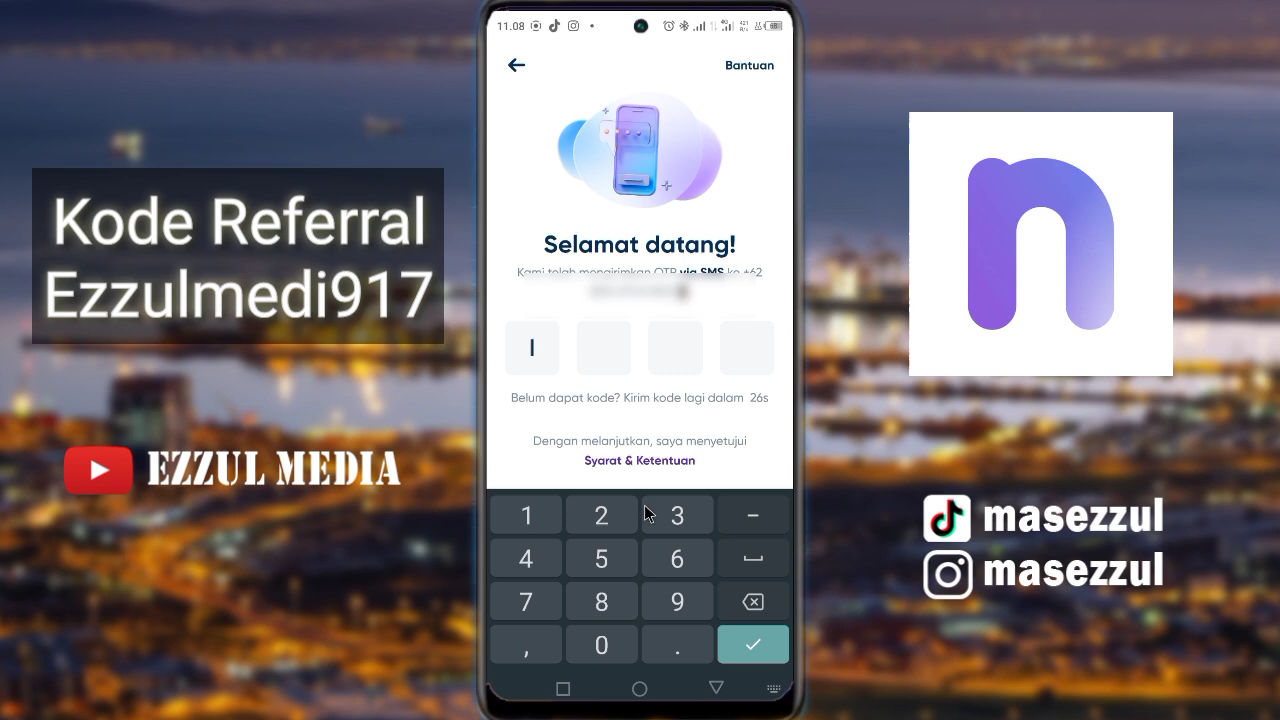 11.08
Bantuan
Kode Referral
Ezzulmedi917
Selamat datang!
Kami telah mengirimkan OTP via SMS ke +62
Belum dapat kode? Kirim kode lagi dalam 26s
Dengan melanjutkan, saya menyetujui
Syarat & Ketentuan
EZZUL MEDIA
n
masezzul
masezzul
1 2 3 -
4 5 6
7 8 9
, 0 .